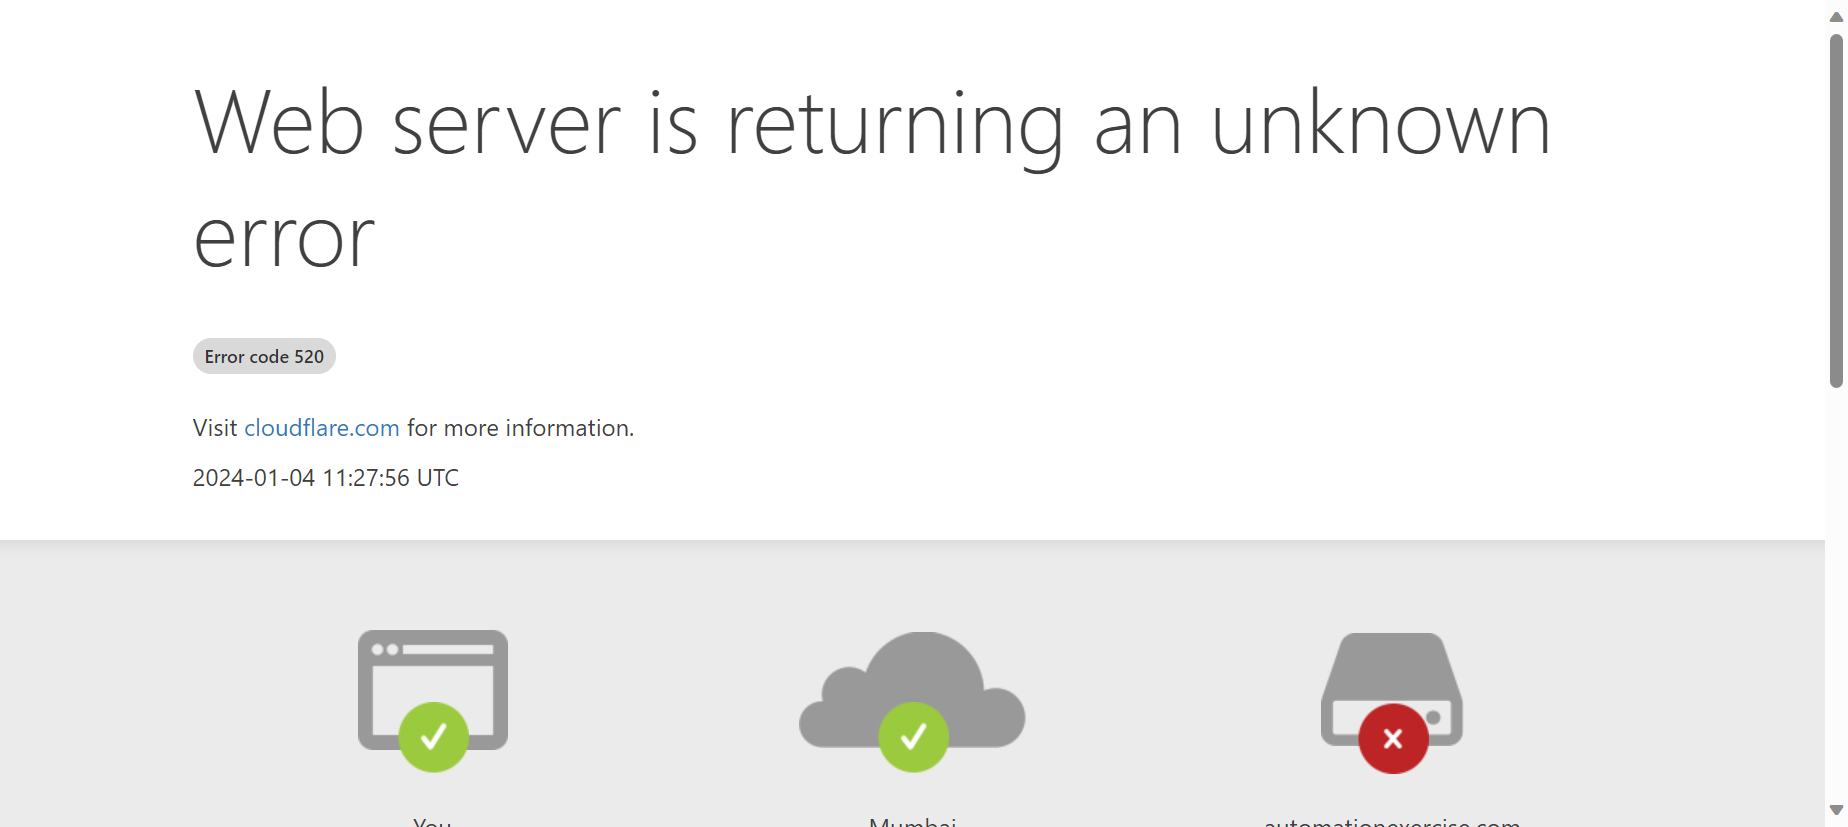 Web server is returning an unknown
error
Error code 520
Visit cloudflare.com for more information.
2024-01-04 11:27:56 UTC
You
Mumbai
automationexercise.com